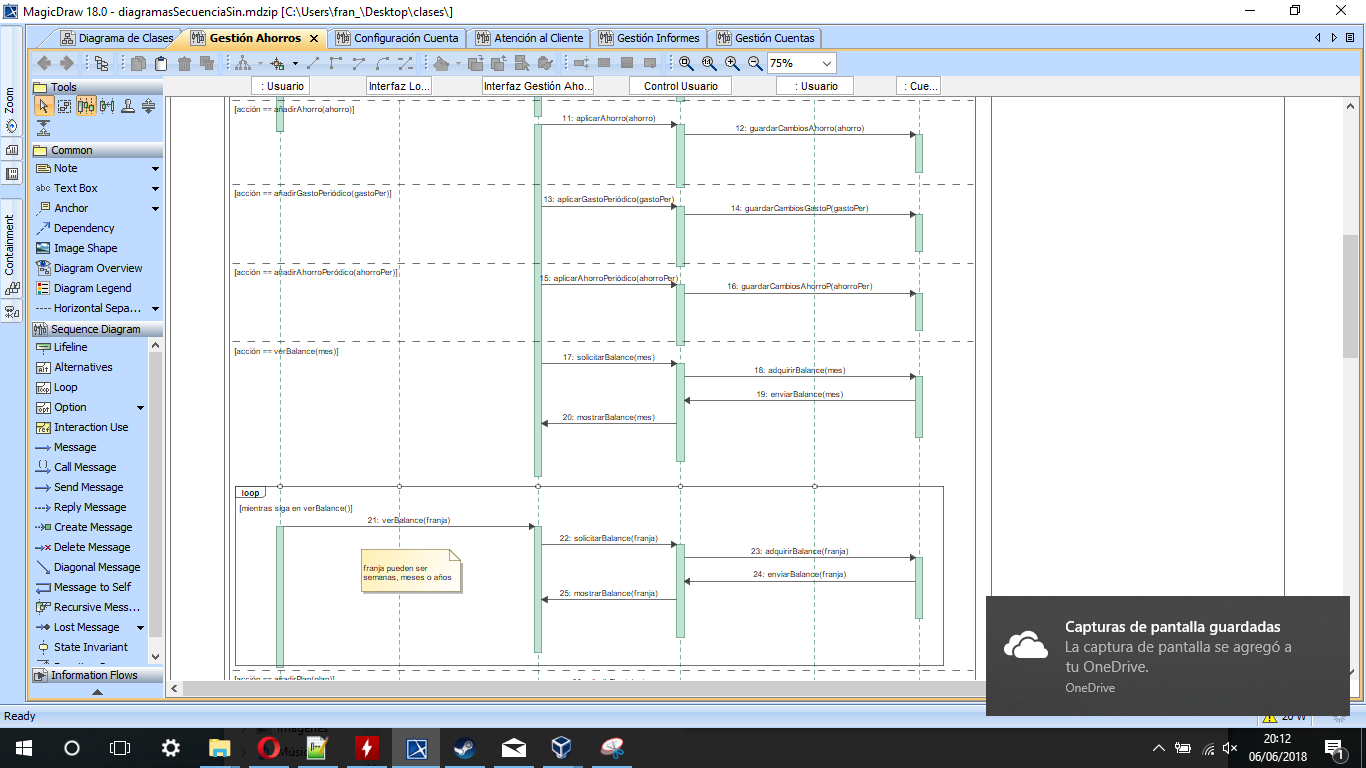 MagicDraw 18.0 - diagramasSecuenciaSin.mdzip [C:\Users\fran_\Desktop\clases\]
Diagrama de Clases
Gestión Ahorros
Configuración Cuenta
Atención al Cliente
Gestión Informes
Gestión Cuentas
75%
Zoom
Containment
Tools
Common
Note
abc Text Box
Anchor
Dependency
Image Shape
Diagram Overview
Diagram Legend
Horizontal Sepa...
Sequence Diagram
Lifeline
Alternatives
Loop
Option
Interaction Use
Message
Call Message
Send Message
Reply Message
Create Message
Delete Message
Diagonal Message
Message to Self
Recursive Mess...
Lost Message
State Invariant
Information Flows
: Usuario
Interfaz Lo...
Interfaz Gestión Aho...
Control Usuario
: Usuario
: Cue...
[acción == añadirAhorro(ahorro)]
11: aplicarAhorro(ahorro)
12: guardarCambiosAhorro(ahorro)
[acción == añadirGastoPeriódico(gastoPer)]
13: aplicarGastoPeriódico(gastoPer)
14: guardarCambiosGastoP(gastoPer)
[acción == añadirAhorroPeródico(ahorroPer)]
15: aplicarAhorroPeriódico(ahorroPer)
16: guardarCambiosAhorroP(ahorroPer)
[acción == verBalance(mes)]
17: solicitarBalance(mes)
18: adquirirBalance(mes)
19: enviarBalance(mes)
20: mostrarBalance(mes)
loop
[mientras siga en verBalance()]
21: verBalance(franja)
22: solicitarBalance(franja)
23: adquirirBalance(franja)
franja pueden ser
semanas, meses o años
24: enviarBalance(franja)
25: mostrarBalance(franja)
[acción == añadirPlan(plan)]
Capturas de pantalla guardadas
La captura de pantalla se agregó a
tu OneDrive.
OneDrive
Ready
20 W
Imágenes
20:12
06/06/2018
1